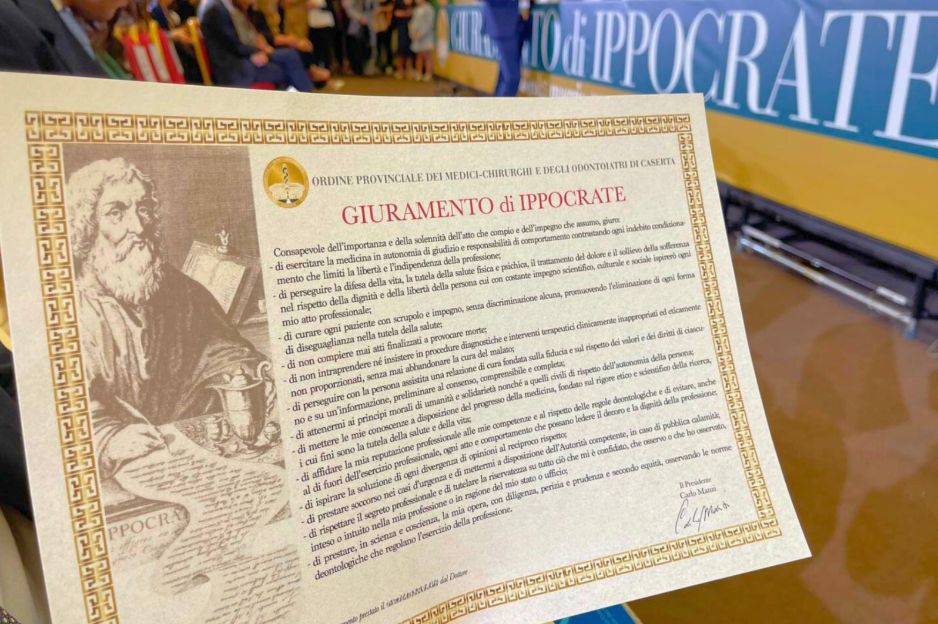 GIURAMENTO di IPPOCRATE
ORDINE PROVINCIALE DEI MEDICI-CHIRURGHI E DEGLI ODONTOIATRI DI CASERTA
GIURAMENTO di IPPOCRATE
Consapevole dell'importanza e della solennità dell'atto che compio e dell'impegno che assumo, giuro:
- di esercitare la medicina in autonomia di giudizio e responsabilità di comportamento contrastando ogni indebito condiziona-
mento che limiti la libertà e l'indipendenza della professione;
- di perseguire la difesa della vita, la tutela della salute fisica e psichica, il trattamento del dolore e il sollievo della sofferenza
nel rispetto della dignità e della libertà della persona cui con costante impegno scientifico, culturale e sociale ispirerò ogni
mio atto professionale;
- di curare ogni paziente con scrupolo e impegno, senza discriminazione alcuna, promuovendo l'eliminazione di ogni forma
di diseguaglianza nella tutela della salute;
- di non compiere mai atti finalizzati a provocare morte;
- di non intraprendere né insistere in procedure diagnostiche e interventi terapeutici clinicamente inappropriati ed eticamente
non proporzionati, senza mai abbandonare la cura del malato;
- di perseguire con la persona assistita una relazione di cura fondata sulla fiducia e sul rispetto dei valori e dei diritti di ciascu-
no e su un'informazione, preliminare al consenso, comprensibile e completa;
- di attenermi ai principi morali di umanità e solidarietà nonché a quelli civili di rispetto dell'autonomia della persona;
- di mettere le mie conoscenze a disposizione del progresso della medicina, fondato sul rigore etico e scientifico della ricerca,
i cui fini sono la tutela della salute e della vita;
- di affidare la mia reputazione professionale alle mie competenze e al rispetto delle regole deontologiche e di evitare, anche
al di fuori dell'esercizio professionale, ogni atto e comportamento che possano ledere il decoro e la dignità della professione;
- di ispirare la soluzione di ogni divergenza di opinioni al reciproco rispetto;
- di prestare soccorso nei casi d'urgenza e di mettermi a disposizione dell'Autorità competente, in caso di pubblica calamità;
- di rispettare il segreto professionale e di tutelare la riservatezza su tutto ciò che mi è confidato, che osservo o che ho osservato,
inteso o intuito nella mia professione o in ragione del mio stato o ufficio;
- di prestare, in scienza e coscienza, la mia opera, con diligenza, perizia e prudenza e secondo equità, osservando le norme
deontologiche che regolano l'esercizio della professione.
Il Presidente
Carlo Manzi
prestato il dal Dottore